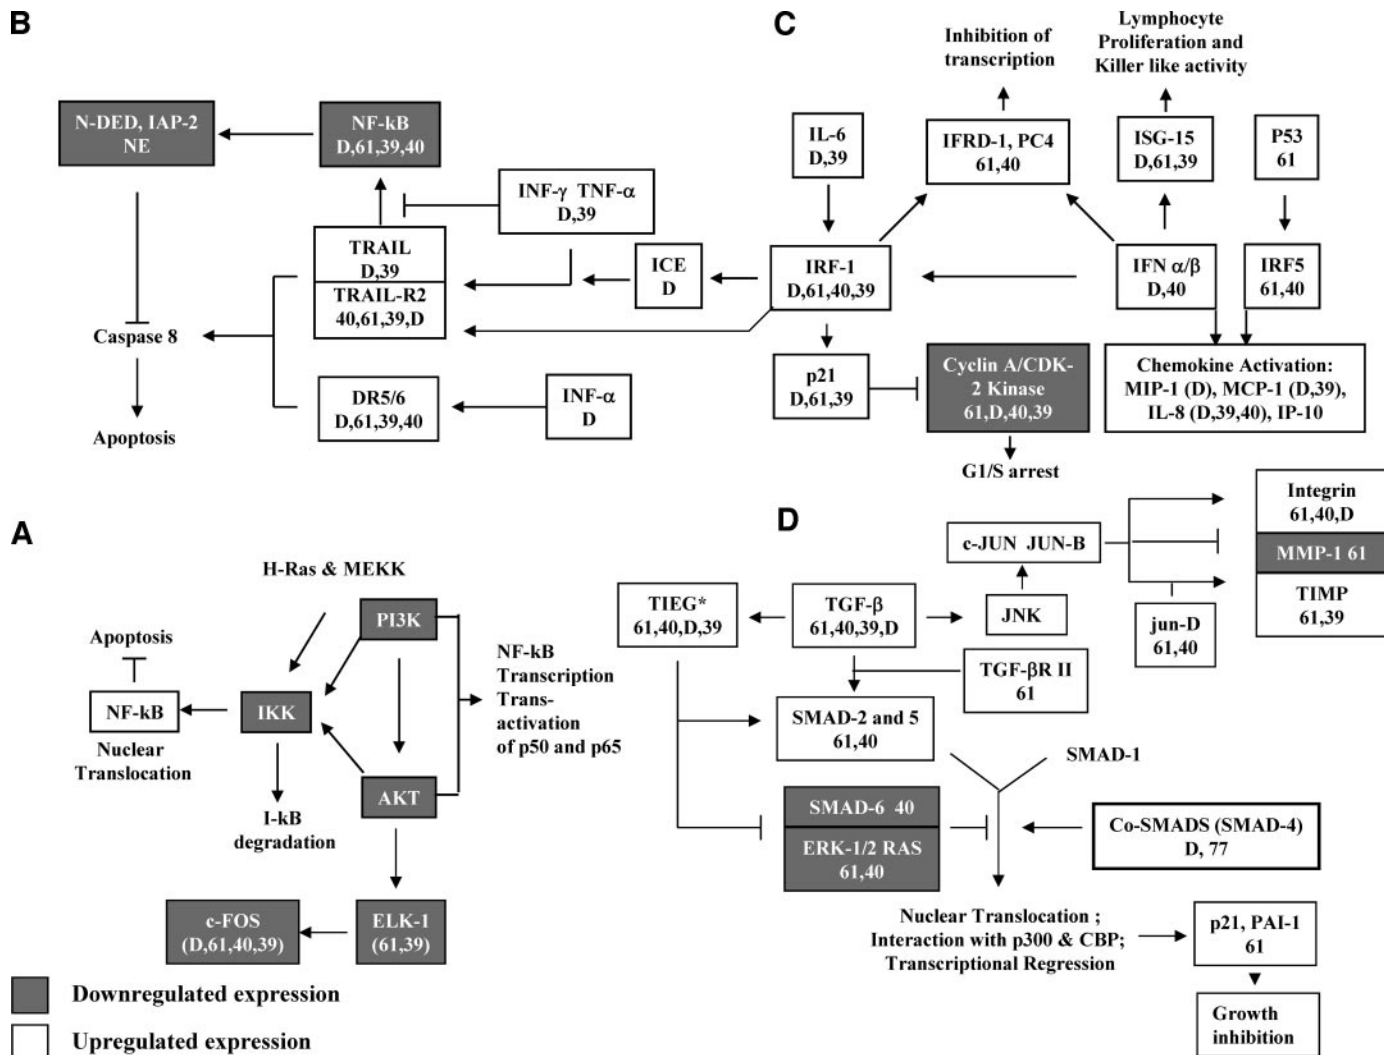 B
N-DED, IAP-2
NE
NF-kB
D,61,39,40
INF-γ TNF-α
D,39
TRAIL
D,39
TRAIL-R2
40,61,39,D
ICE
D
Caspase 8
DR5/6
D,61,39,40
INF-α
D
Apoptosis
C
Inhibition of
transcription
Lymphocyte
Proliferation and
Killer like activity
IL-6
D,39
IFRD-1, PC4
61,40
ISG-15
D,61,39
P53
61
IRF-1
D,61,40,39
IFN α/β
D,40
IRF5
61,40
p21
D,61,39
Cyclin A/CDK-
2 Kinase
61,D,40,39
Chemokine Activation:
MIP-1 (D), MCP-1 (D,39),
IL-8 (D,39,40), IP-10
G1/S arrest
A
H-Ras & MEKK
PI3K
Apoptosis
NF-kB
IKK
Nuclear
Translocation
NF-kB
Transcription
Trans-
activation
of p50 and p65
AKT
I-kB
degradation
c-FOS
(D,61,40,39)
ELK-1
(61,39)
Downregulated expression
Upregulated expression
D
c-JUN JUN-B
Integrin
61,40,D
MMP-1 61
TIMP
61,39
TIEG*
61,40,D,39
TGF-β
61,40,39,D
JNK
jun-D
61,40
TGF-βR II
61
SMAD-2 and 5
61,40
SMAD-1
SMAD-6 40
ERK-1/2 RAS
61,40
Co-SMADS (SMAD-4)
D, 77
Nuclear Translocation ;
Interaction with p300 & CBP;
Transcriptional Regression
p21, PAI-1
61
Growth
inhibition